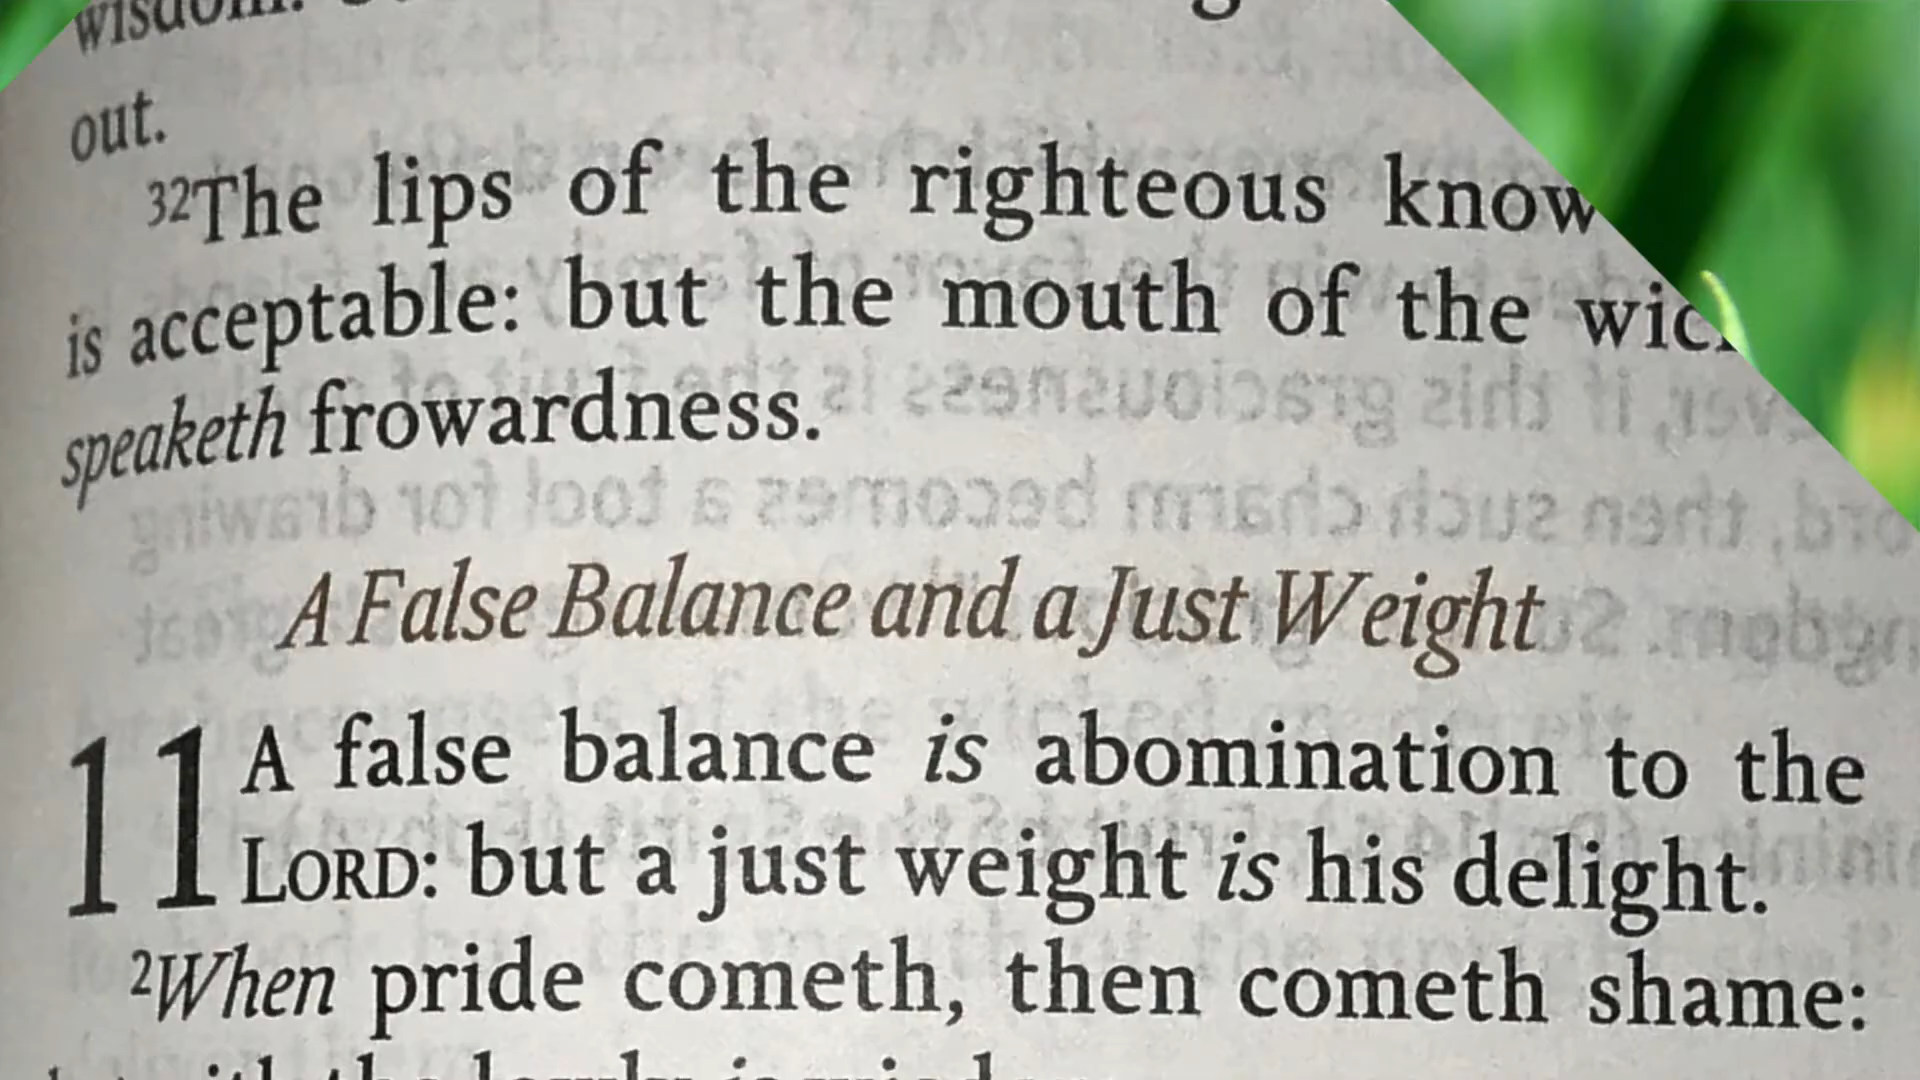 wisdom:
out.
32The lips of the righteous know
is acceptable: but the mouth of the
speaketh frowardness.
A False Balance and a Just Weight
11 A false balance is abomination to the
LORD: but a just weight is his delight.
2When pride cometh, then cometh shame: